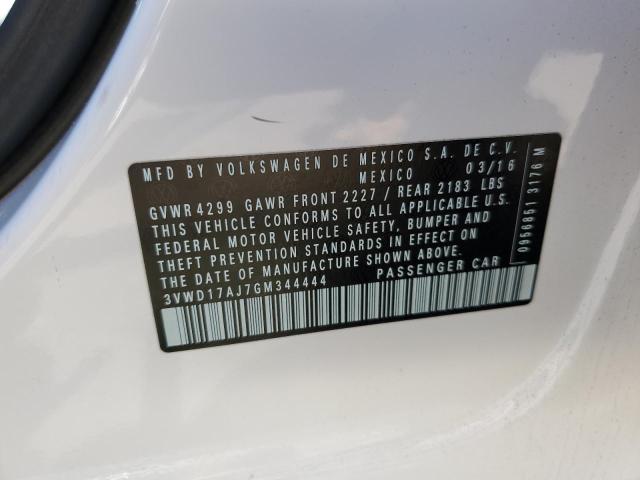 MFD BY VOLKSWAGEN DE MEXICO S.A. DE C.V.
MEXICO 03/16
GVWR 4299 GAWR FRONT 2227 / REAR 2183 LBS
THIS VEHICLE CONFORMS TO ALL APPLICABLE U.S.
FEDERAL MOTOR VEHICLE SAFETY, BUMPER AND
THEFT PREVENTION STANDARDS IN EFFECT ON
THE DATE OF MANUFACTURE SHOWN ABOVE.
3VWD17AJ7GM344444 PASSENGER CAR
0956851 3176 M